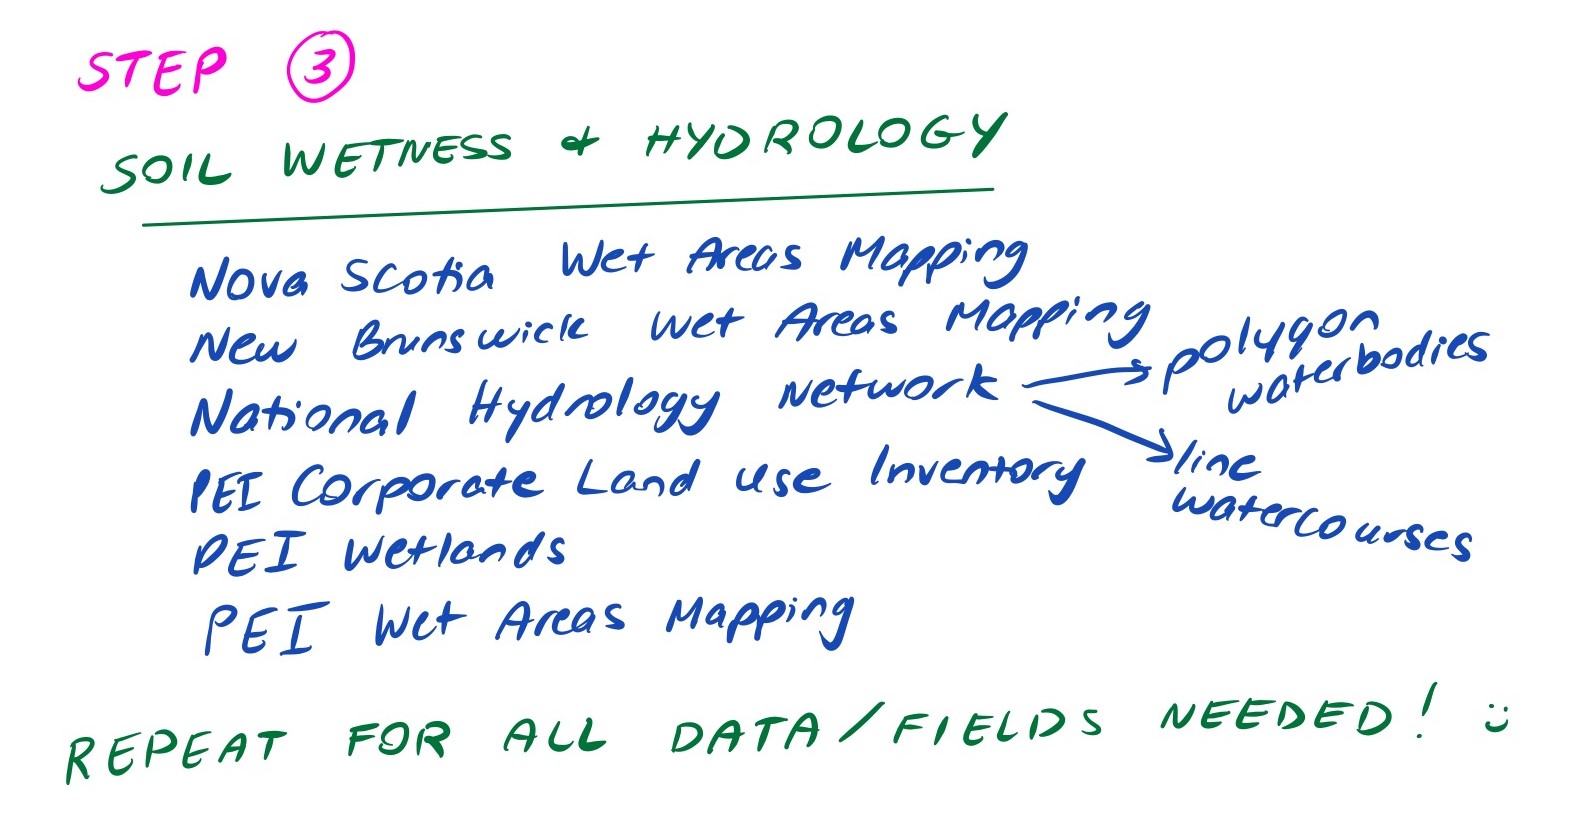 STEP 3
SOIL WETNESS & HYDROLOGY
Nova Scotia Wet Areas Mapping
New Brunswick Wet Areas Mapping
National Hydrology Network
polygon
waterbodies
line
watercourses
PEI Corporate Land Use Inventory
PEI Wetlands
PEI Wet Areas Mapping
REPEAT FOR ALL DATA/FIELDS NEEDED! :)